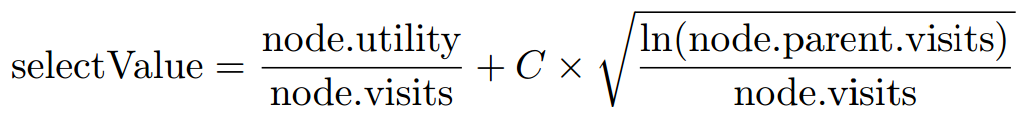 selectValue = node.utility / node.visits + C × √(ln(node.parent.visits) / node.visits)